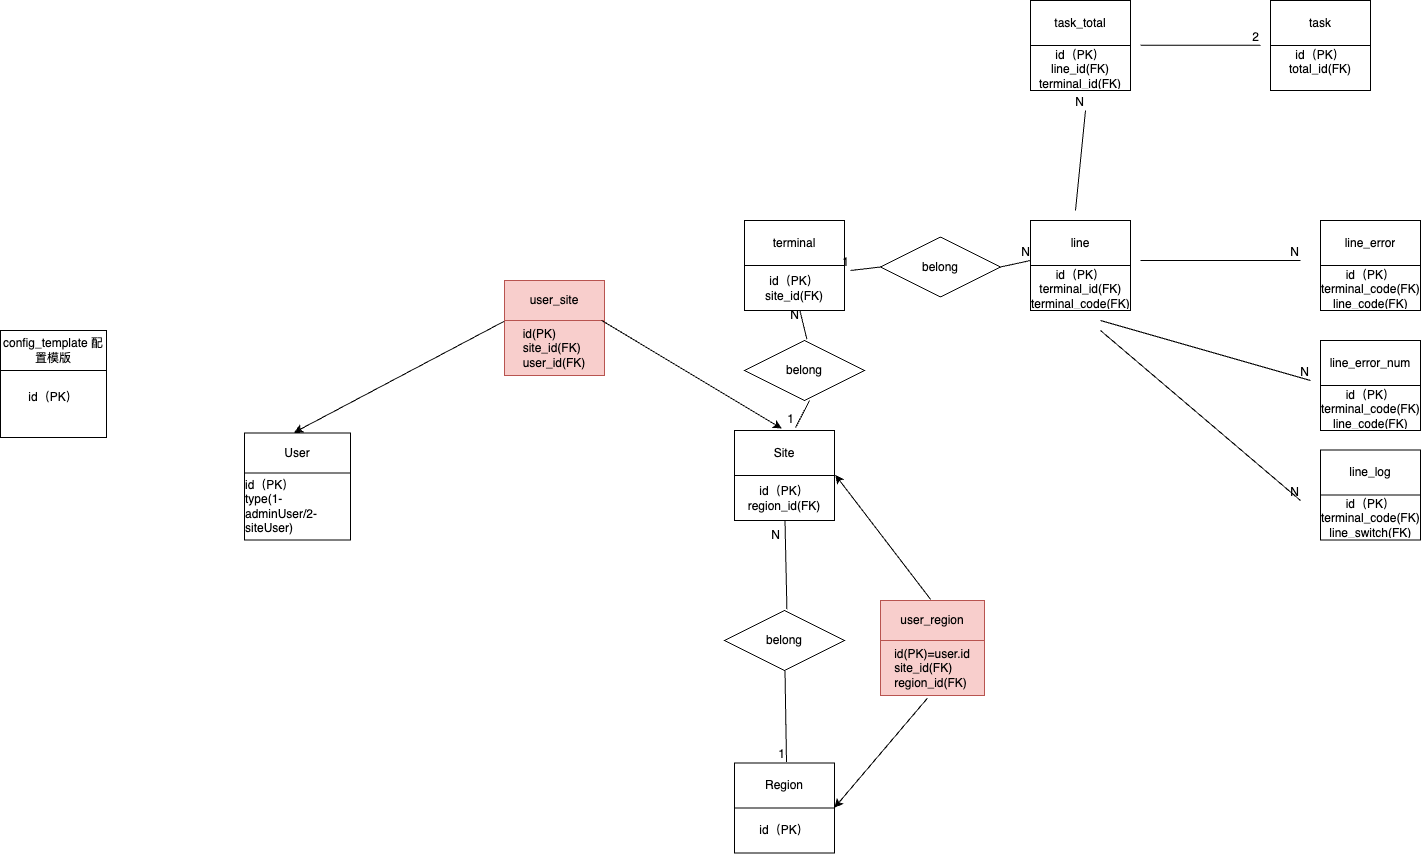 task_total
id（PK）
line_id(FK)
terminal_id(FK)
2
task
id（PK）
total_id(FK)
N
terminal
id（PK）
site_id(FK)
1
belong
N
line
id（PK）
terminal_id(FK)
terminal_code(FK)
N
line_error
id（PK）
terminal_code(FK)
line_code(FK)
user_site
id(PK)
site_id(FK)
user_id(FK)
N
belong
1
config_template 配
置模版
id（PK）
N
line_error_num
id（PK）
terminal_code(FK)
line_code(FK)
User
id（PK）
type(1-
adminUser/2-
siteUser)
Site
id（PK）
region_id(FK)
N
line_log
id（PK）
terminal_code(FK)
line_switch(FK)
N
belong
1
user_region
id(PK)=user.id
site_id(FK)
region_id(FK)
Region
id（PK）